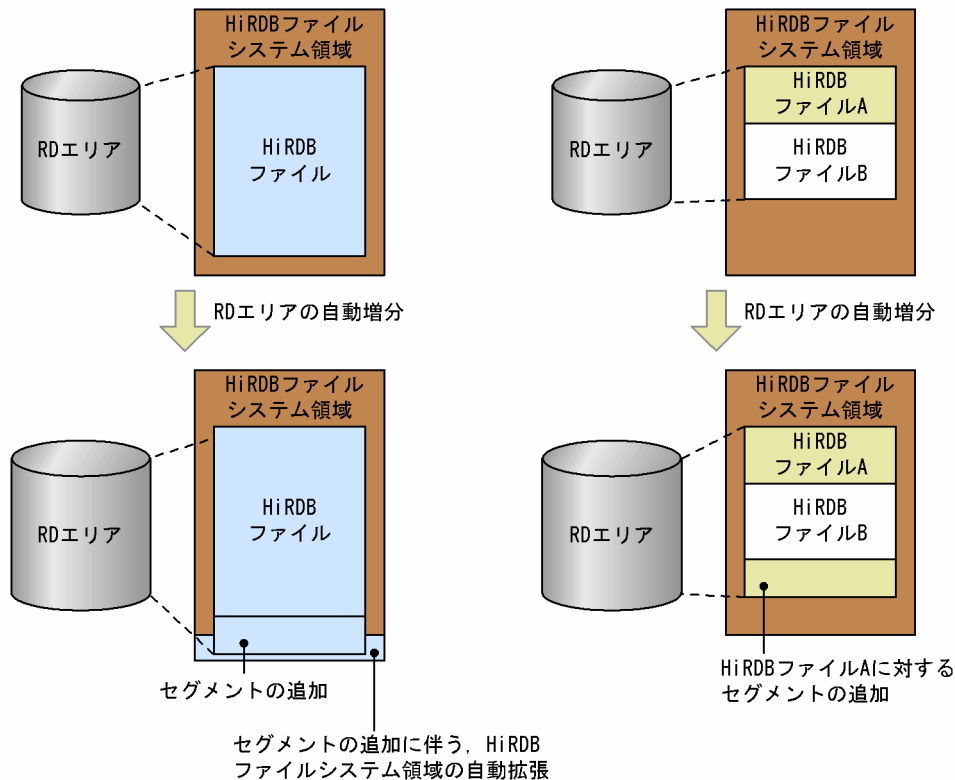 HiRDBファイル
システム領域
RDエリア
HiRDB
ファイル
HiRDBファイル
システム領域
RDエリア
HiRDB
ファイルA
HiRDB
ファイルB
RDエリアの自動増分
RDエリアの自動増分
HiRDBファイル
システム領域
RDエリア
HiRDB
ファイル
セグメントの追加
セグメントの追加に伴う，HiRDB
ファイルシステム領域の自動拡張
HiRDBファイル
システム領域
RDエリア
HiRDB
ファイルA
HiRDB
ファイルB
HiRDBファイルAに対する
セグメントの追加